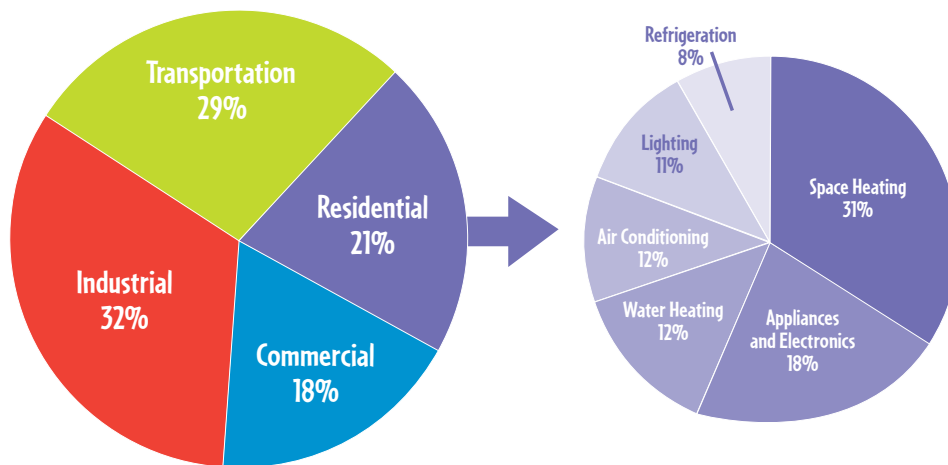 Transportation
29%
Residential
21%
Industrial
32%
Commercial
18%
Refrigeration
8%
Lighting
11%
Space Heating
31%
Air Conditioning
12%
Water Heating
12%
Appliances
and Electronics
18%